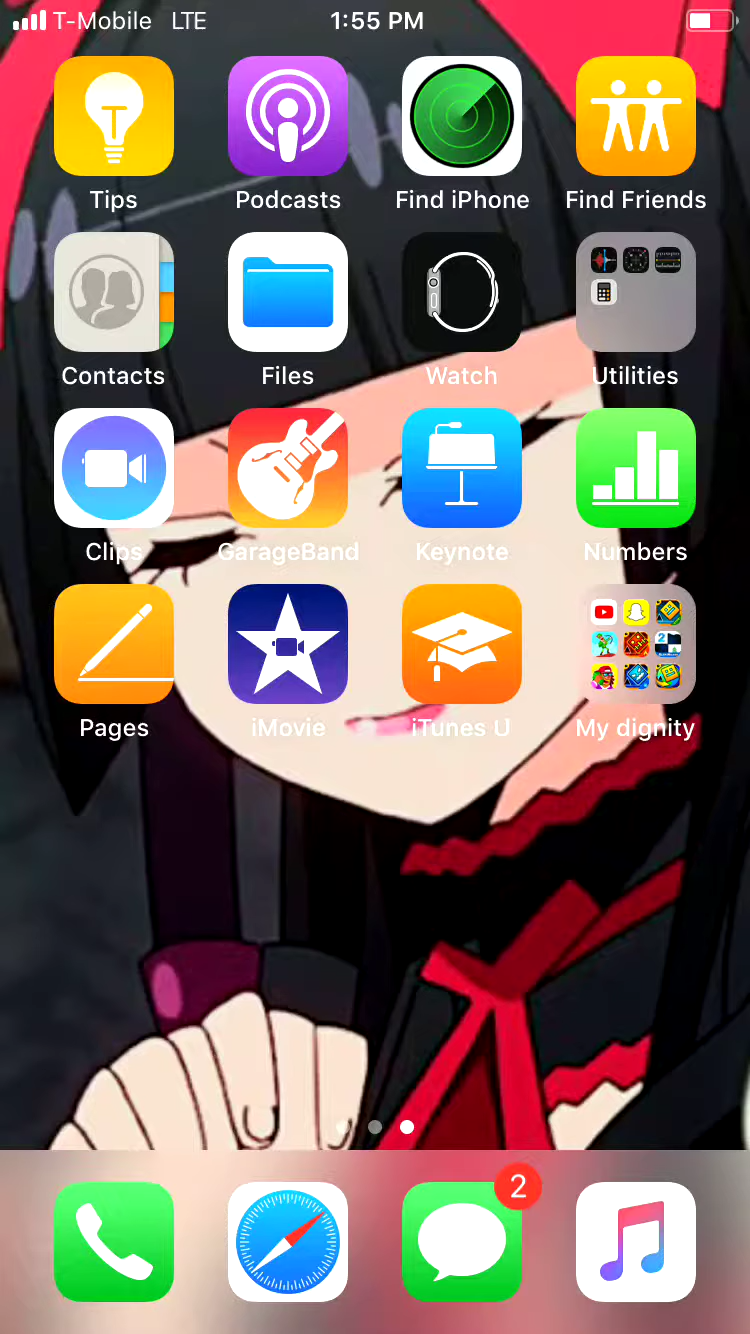 T-Mobile LTE 1:55 PM
Tips Podcasts Find iPhone Find Friends
Contacts Files Watch Utilities
Clips GarageBand Keynote Numbers
Pages iMovie iTunes U My dignity
2